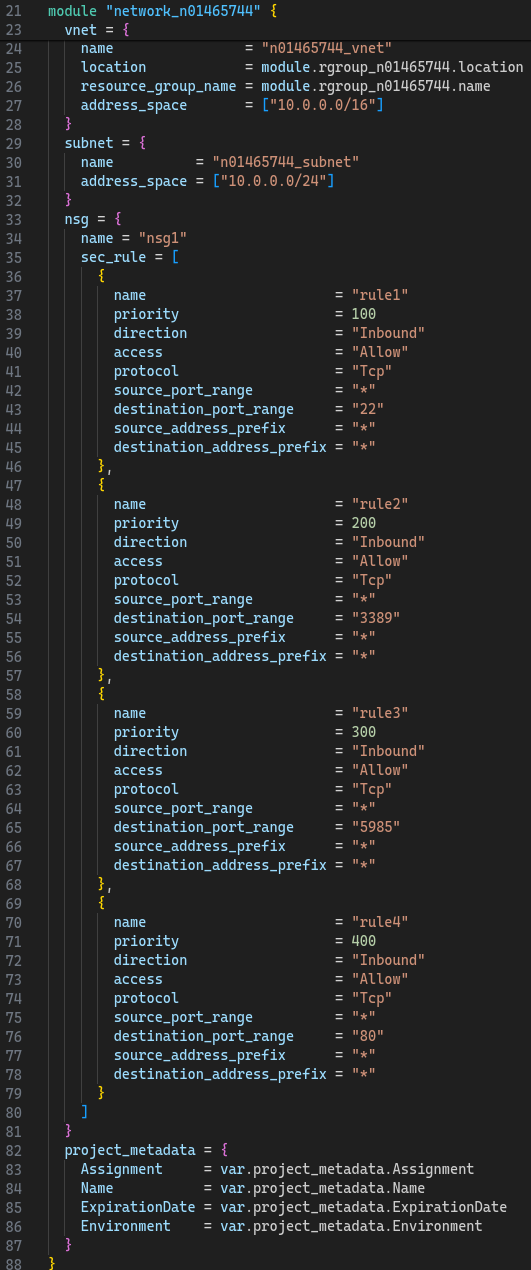 21 module "network_n01465744" {
23   vnet = {
24     name                = "n01465744_vnet"
25     location            = module.rgroup_n01465744.location
26     resource_group_name = module.rgroup_n01465744.name
27     address_space       = ["10.0.0.0/16"]
28   }
29   subnet = {
30     name          = "n01465744_subnet"
31     address_space = ["10.0.0.0/24"]
32   }
33   nsg = {
34     name = "nsg1"
35     sec_rule = [
36       {
37         name                       = "rule1"
38         priority                   = 100
39         direction                  = "Inbound"
40         access                     = "Allow"
41         protocol                   = "Tcp"
42         source_port_range          = "*"
43         destination_port_range     = "22"
44         source_address_prefix      = "*"
45         destination_address_prefix = "*"
46       },
47       {
48         name                       = "rule2"
49         priority                   = 200
50         direction                  = "Inbound"
51         access                     = "Allow"
52         protocol                   = "Tcp"
53         source_port_range          = "*"
54         destination_port_range     = "3389"
55         source_address_prefix      = "*"
56         destination_address_prefix = "*"
57       },
58       {
59         name                       = "rule3"
60         priority                   = 300
61         direction                  = "Inbound"
62         access                     = "Allow"
63         protocol                   = "Tcp"
64         source_port_range          = "*"
65         destination_port_range     = "5985"
66         source_address_prefix      = "*"
67         destination_address_prefix = "*"
68       },
69       {
70         name                       = "rule4"
71         priority                   = 400
72         direction                  = "Inbound"
73         access                     = "Allow"
74         protocol                   = "Tcp"
75         source_port_range          = "*"
76         destination_port_range     = "80"
77         source_address_prefix      = "*"
78         destination_address_prefix = "*"
79       }
80     ]
81   }
82   project_metadata = {
83     Assignment     = var.project_metadata.Assignment
84     Name           = var.project_metadata.Name
85     ExpirationDate = var.project_metadata.ExpirationDate
86     Environment    = var.project_metadata.Environment
87   }
88 }